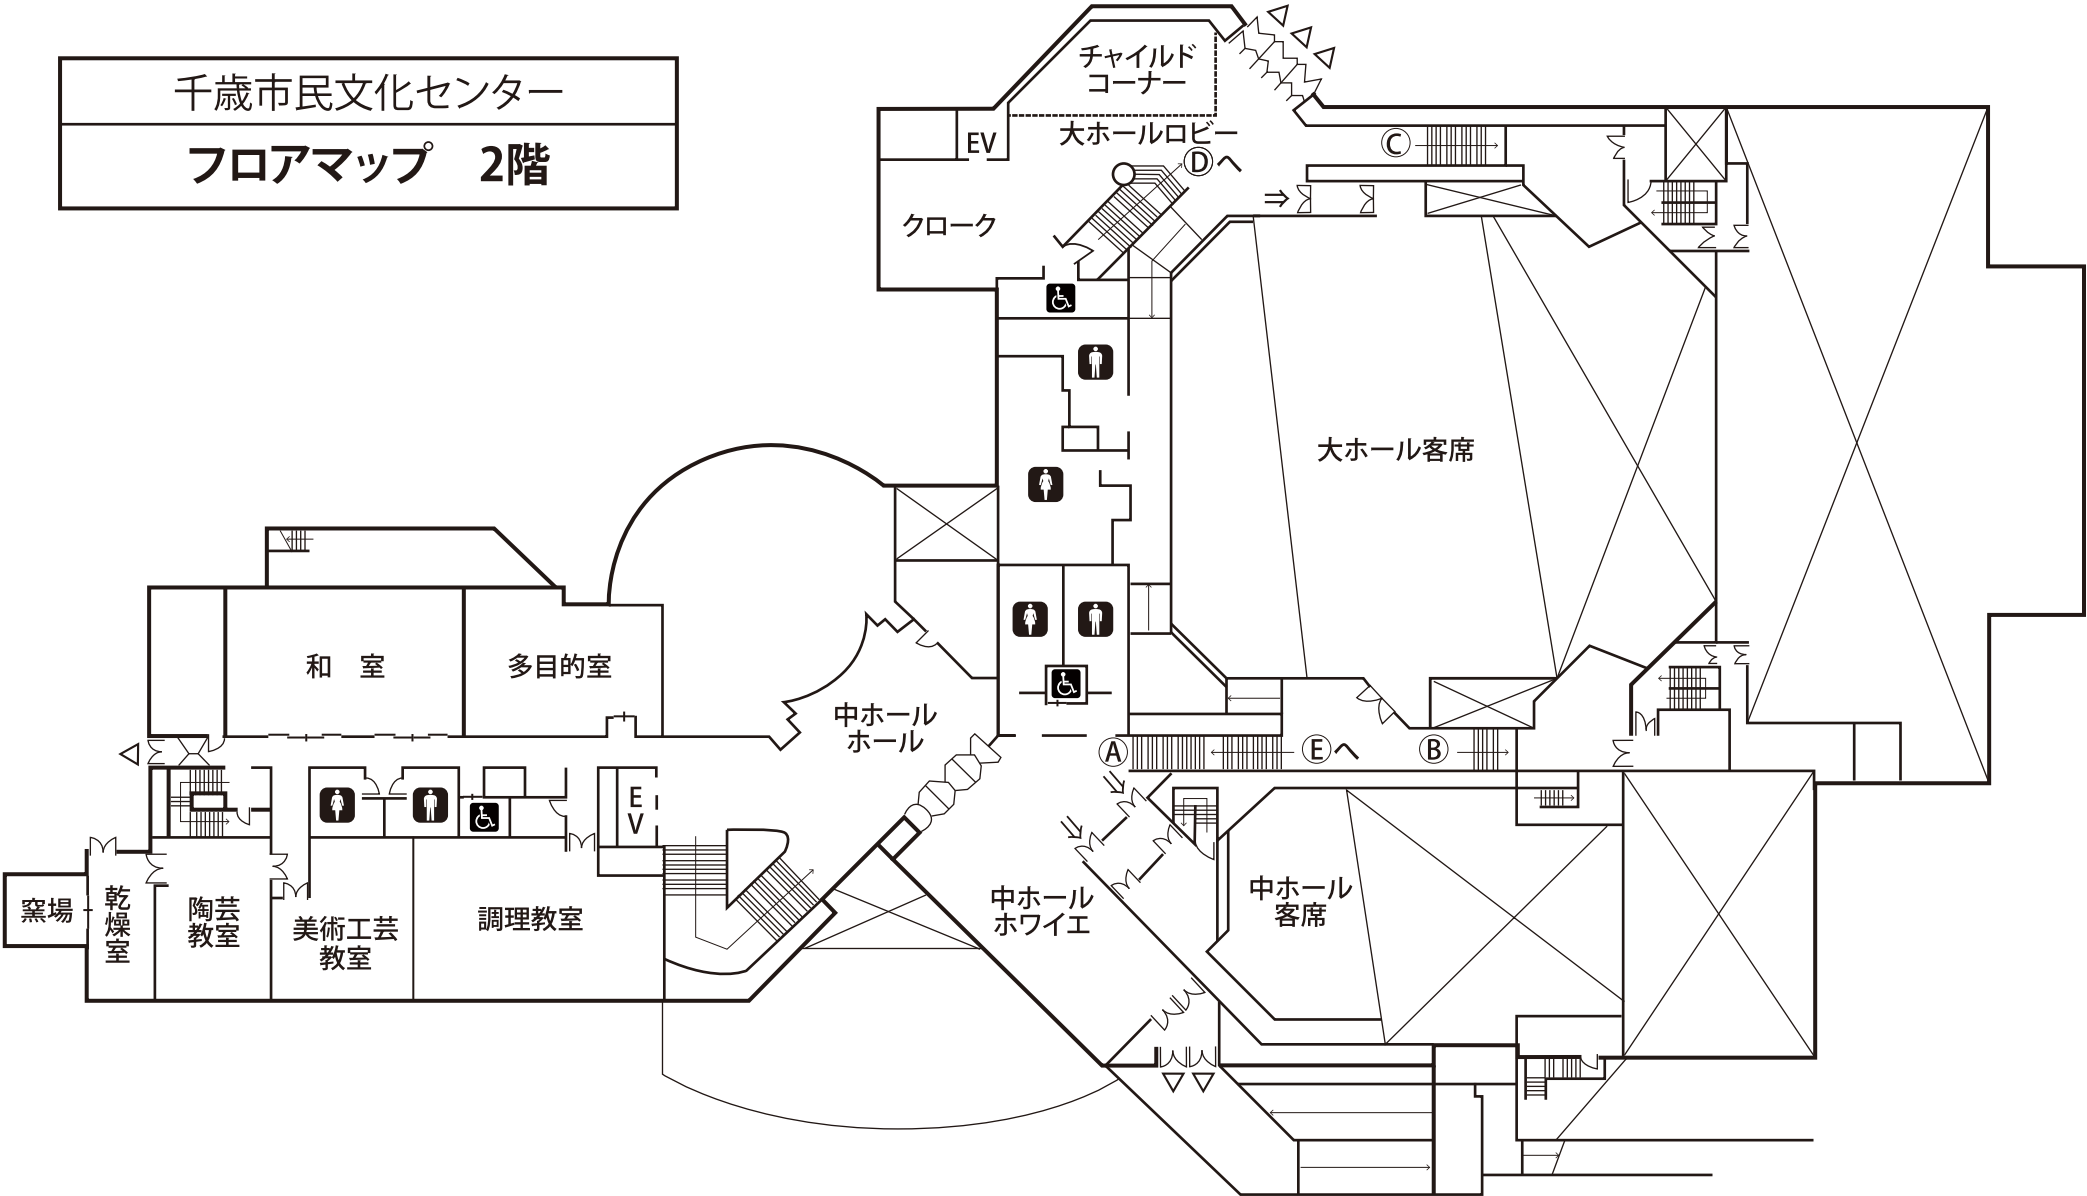 千歳市民文化センター
フロアマップ　2階
チャイルド
コーナー
EV
大ホールロビー
Ⓓへ
Ⓒ
クローク
大ホール客席
和　室
多目的室
中ホール
ホール
Ⓐ
Ⓔへ
Ⓑ
E
V
窯場
乾
燥
室
陶芸
教室
美術工芸
教室
調理教室
中ホール
ホワイエ
中ホール
客席